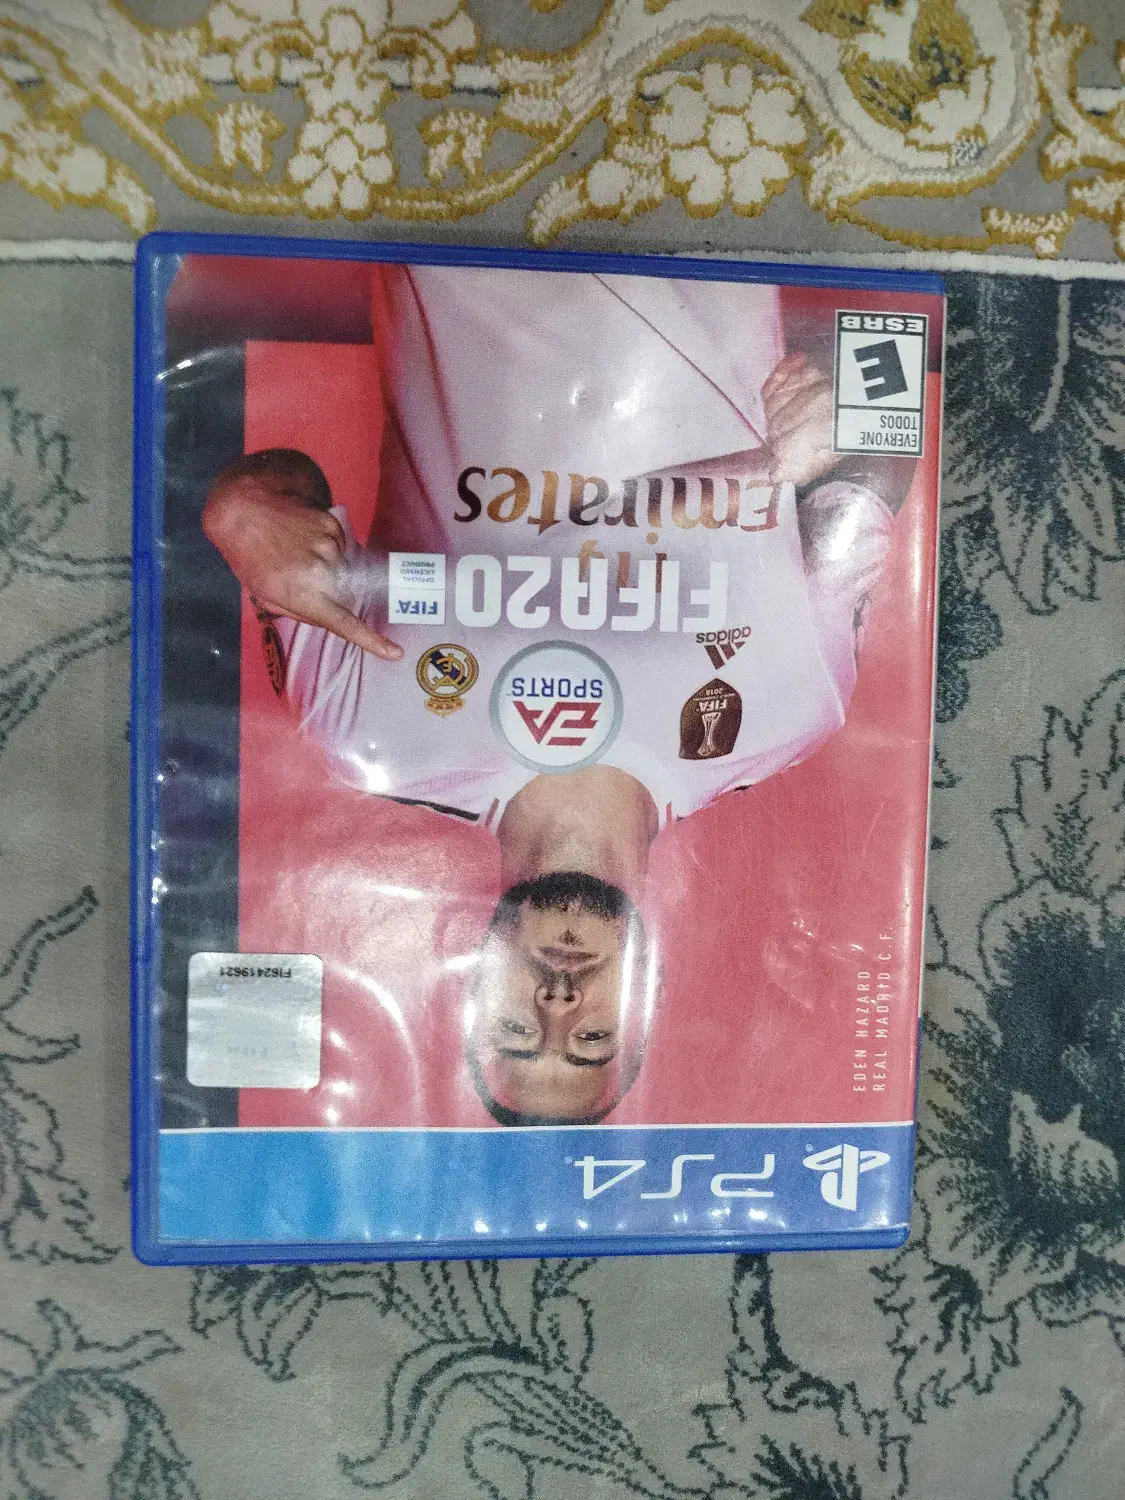 PS4
EDEN HAZARD
REAL MADRID C.F.
FI62419621
EA
SPORTS
FIFA
2018
adidas
FIFA20
FIFA
OFFICIAL
LICENSED
PRODUCT
Fly
Emirates
EVERYONE
TODOS
E
ESRB